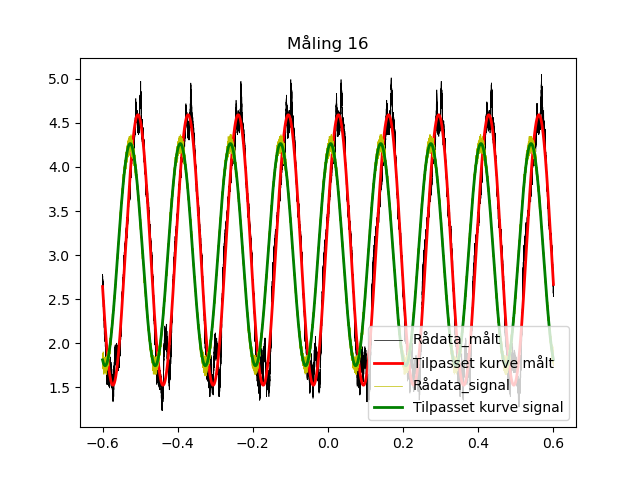 Måling 16
5.0
4.5
4.0
3.5
3.0
2.5
2.0
1.5
Rådata_målt
Tilpasset kurve målt
Rådata_signal
Tilpasset kurve signal
−0.6 −0.4 −0.2 0.0 0.2 0.4 0.6